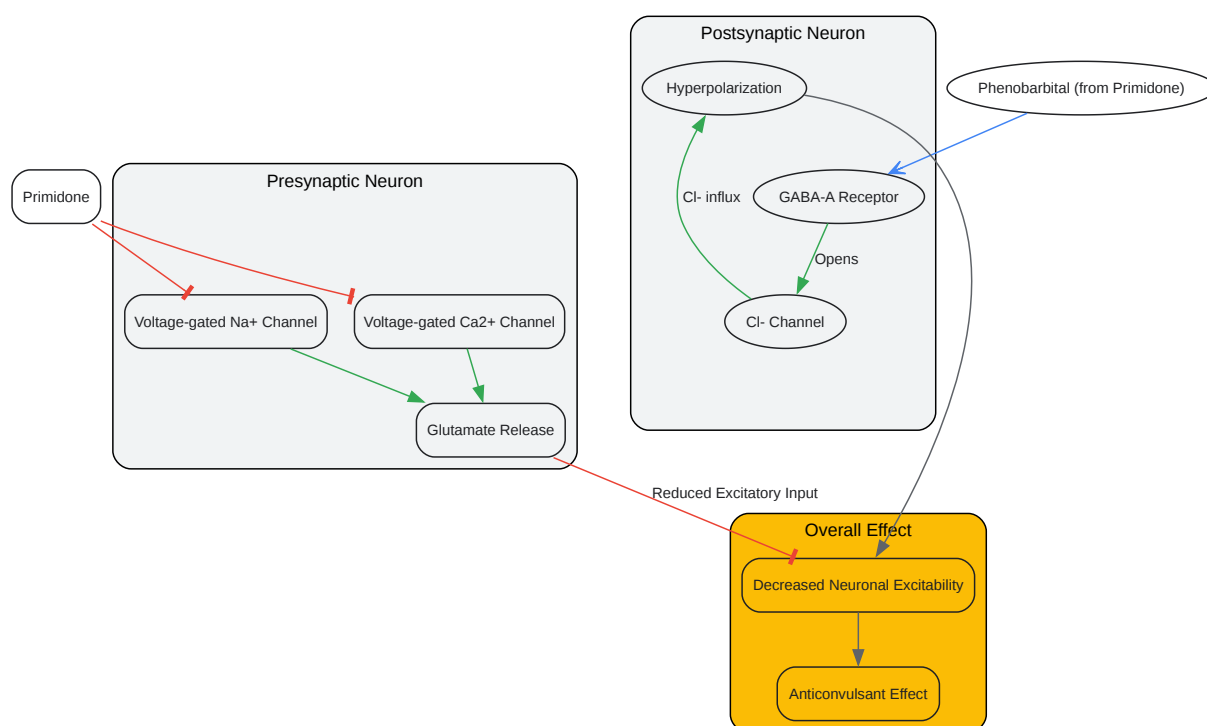 Postsynaptic Neuron
Hyperpolarization
Phenobarbital (from Primidone)
Presynaptic Neuron
Primidone
Cl- influx
GABA-A Receptor
Opens
Voltage-gated Na+ Channel
Voltage-gated Ca2+ Channel
Cl- Channel
Glutamate Release
Reduced Excitatory Input
Overall Effect
Decreased Neuronal Excitability
Anticonvulsant Effect